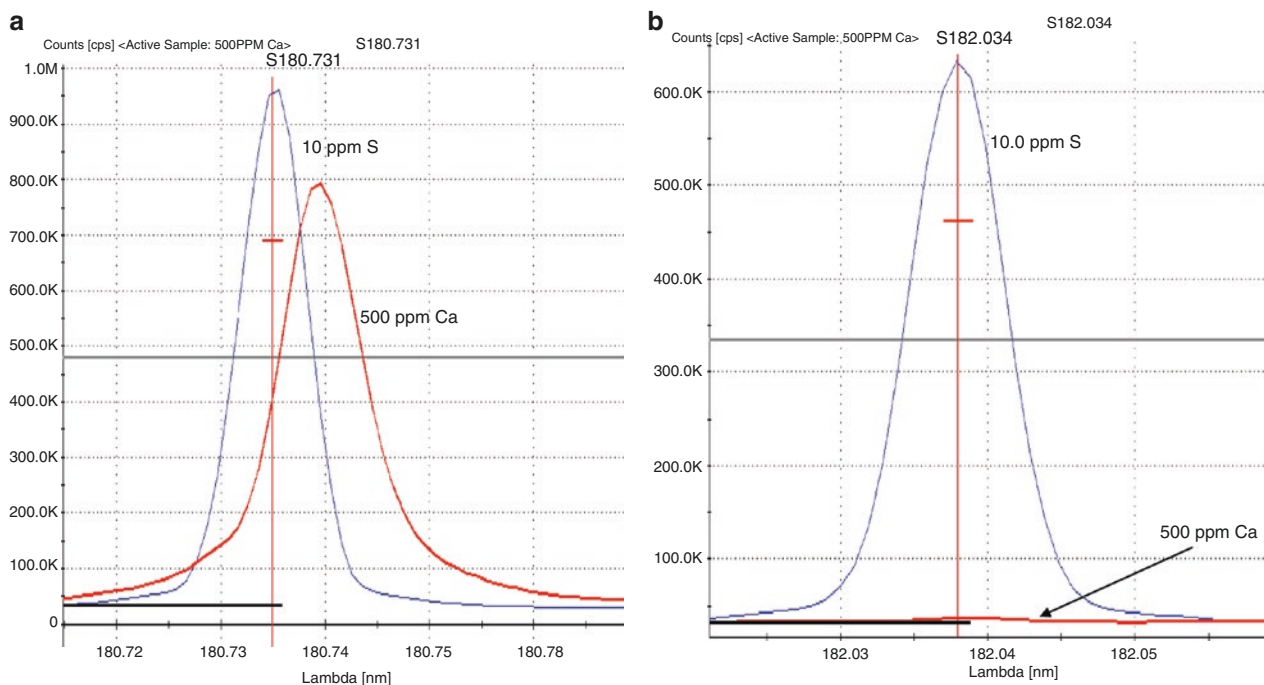 a
Counts [cps] <Active Sample: 500PPM Ca>
S180.731
S180.731
1.0M
900.0K
800.0K
700.0K
600.0K
500.0K
400.0K
300.0K
200.0K
100.0K
0
10 ppm S
500 ppm Ca
180.72 180.73 180.74 180.75 180.78
Lambda [nm]
b
S182.034
Counts [cps] <Active Sample: 500PPM Ca>
S182.034
600.0K
500.0K
400.0K
300.0K
200.0K
100.0K
10.0 ppm S
500 ppm Ca
182.03 182.04 182.05
Lambda [nm]